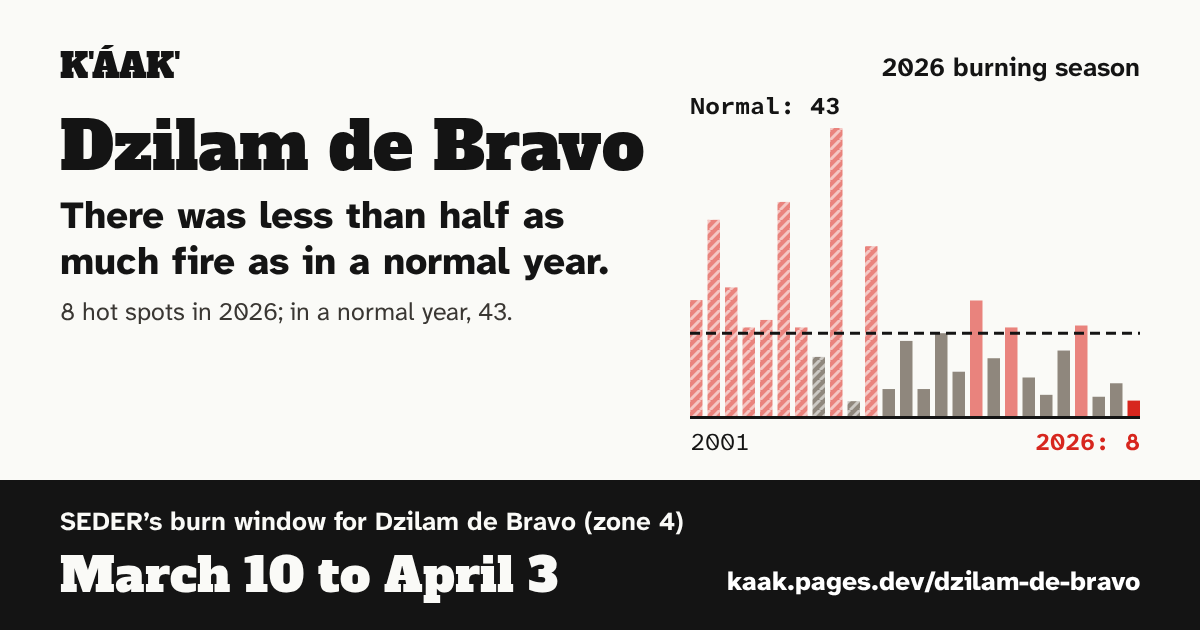 K'ÁAK'
2026 burning season
Dzilam de Bravo
There was less than half as
much fire as in a normal year.
8 hot spots in 2026; in a normal year, 43.
Normal: 43
2001
2026: 8
SEDER’s burn window for Dzilam de Bravo (zone 4)
March 10 to April 3
kaak.pages.dev/dzilam-de-bravo